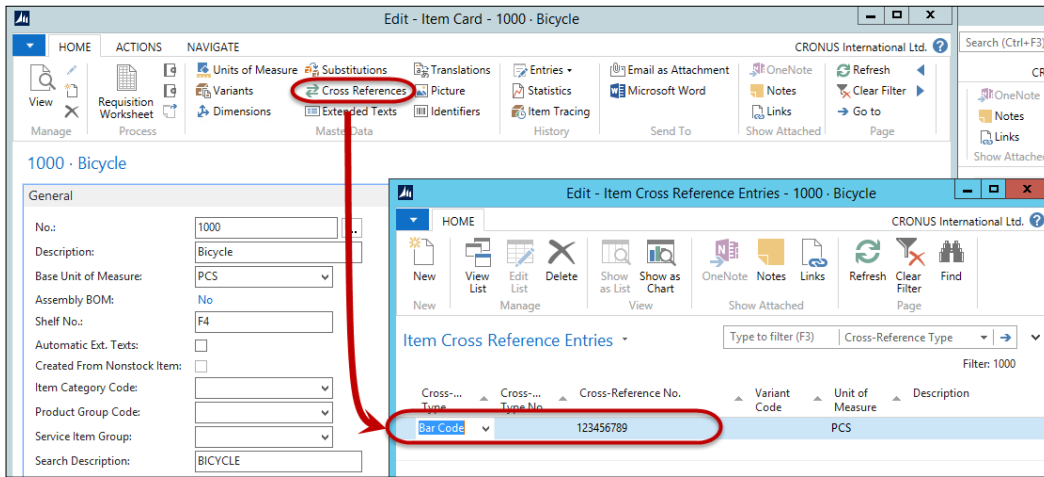 Edit - Item Card - 1000 · Bicycle
HOME ACTIONS NAVIGATE CRONUS International Ltd. ?
Search (Ctrl+F3)
View
Requisition Worksheet
Units of Measure Substitutions Translations Entries Email as Attachment OneNote Refresh
Variants Cross References Picture Statistics Microsoft Word Notes Clear Filter
Dimensions Extended Texts Identifiers Item Tracing Links Go to
Manage Process Master Data History Send To Show Attached Page
OneNote
Notes
Links
Show Attache
1000 · Bicycle
General
No.: 1000 ...
Description: Bicycle
Base Unit of Measure: PCS
Assembly BOM: No
Shelf No.: F4
Automatic Ext. Texts:
Created From Nonstock Item:
Item Category Code:
Product Group Code:
Service Item Group:
Search Description: BICYCLE
Edit - Item Cross Reference Entries - 1000 · Bicycle
HOME CRONUS International Ltd. ?
New View List Edit List Delete Show as List Show as Chart OneNote Notes Links Refresh Clear Filter Find
New Manage View Show Attached Page
Item Cross Reference Entries Type to filter (F3) Cross-Reference Type
Filter: 1000
Cross-... Type Cross-... Type No. Cross-Reference No. Variant Code Unit of Measure Description
Bar Code 123456789 PCS